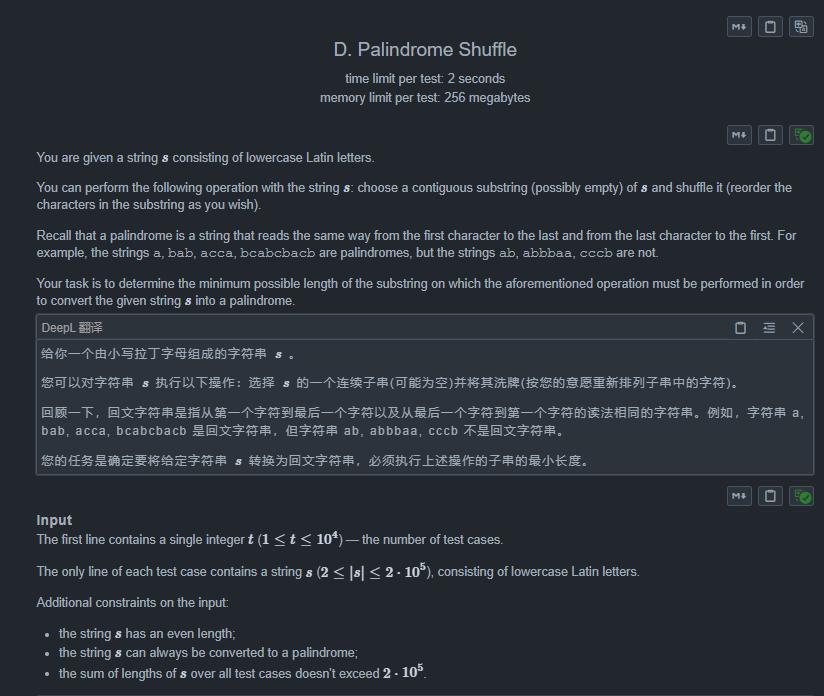 M↓
D. Palindrome Shuffle
time limit per test: 2 seconds
memory limit per test: 256 megabytes
M↓
You are given a string s consisting of lowercase Latin letters.
You can perform the following operation with the string s: choose a contiguous substring (possibly empty) of s and shuffle it (reorder the
characters in the substring as you wish).
Recall that a palindrome is a string that reads the same way from the first character to the last and from the last character to the first. For
example, the strings a, bab, acca, bcabcbacb are palindromes, but the strings ab, abbbaa, cccb are not.
Your task is to determine the minimum possible length of the substring on which the aforementioned operation must be performed in order
to convert the given string s into a palindrome.
DeepL 翻译
给你一个由小写拉丁字母组成的字符串 s 。
您可以对字符串 s 执行以下操作：选择 s 的一个连续子串(可能为空)并将其洗牌(按您的意愿重新排列子串中的字符)。
回顾一下，回文字符串是指从第一个字符到最后一个字符以及从最后一个字符到第一个字符的读法相同的字符串。例如，字符串 a,
bab, acca, bcabcbacb 是回文字符串，但字符串 ab, abbbaa, cccb 不是回文字符串。
您的任务是确定要将给定字符串 s 转换为回文字符串，必须执行上述操作的子串的最小长度。
M↓
Input
The first line contains a single integer t (1 ≤ t ≤ 10⁴) — the number of test cases.
The only line of each test case contains a string s (2 ≤ |s| ≤ 2 · 10⁵), consisting of lowercase Latin letters.
Additional constraints on the input:
• the string s has an even length;
• the string s can always be converted to a palindrome;
• the sum of lengths of s over all test cases doesn't exceed 2 · 10⁵.